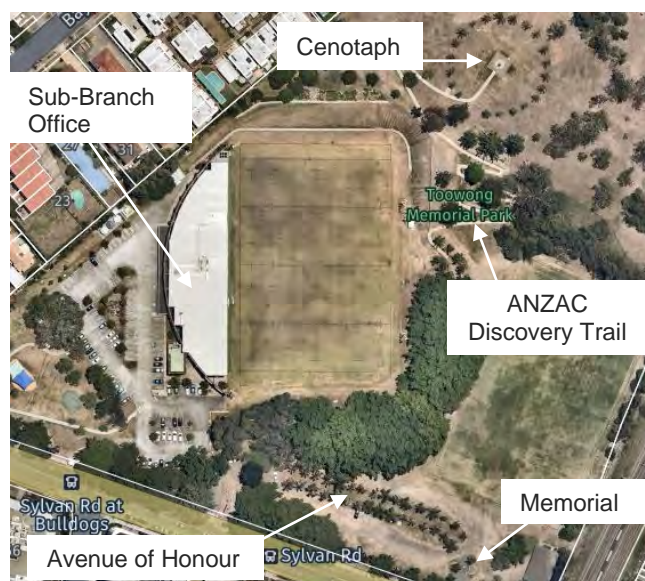 Cenotaph
Sub-Branch
Office
31
23
Toowong
Memorial Park
ANZAC
Discovery Trail
Sylvan Rd at
Bulldogs
Memorial
Avenue of Honour
Sylvan Rd